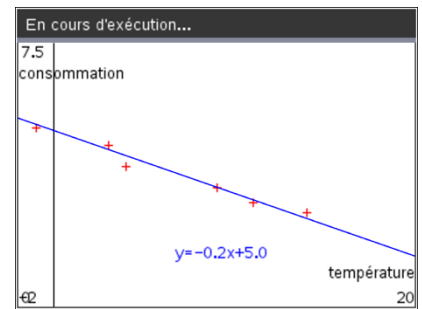 En cours d'exécution...
7.5
consommation
y=-0.2x+5.0
température
20